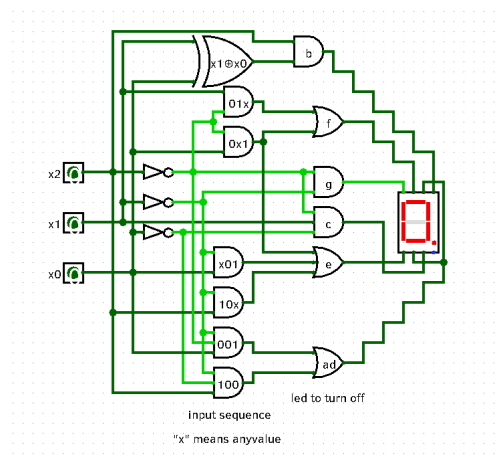 x1⊕x0
b
01x
f
0x1
x2
g
x1
c
x0
x01
e
10x
001
ad
100
led to turn off
input sequence
"x" means anyvalue